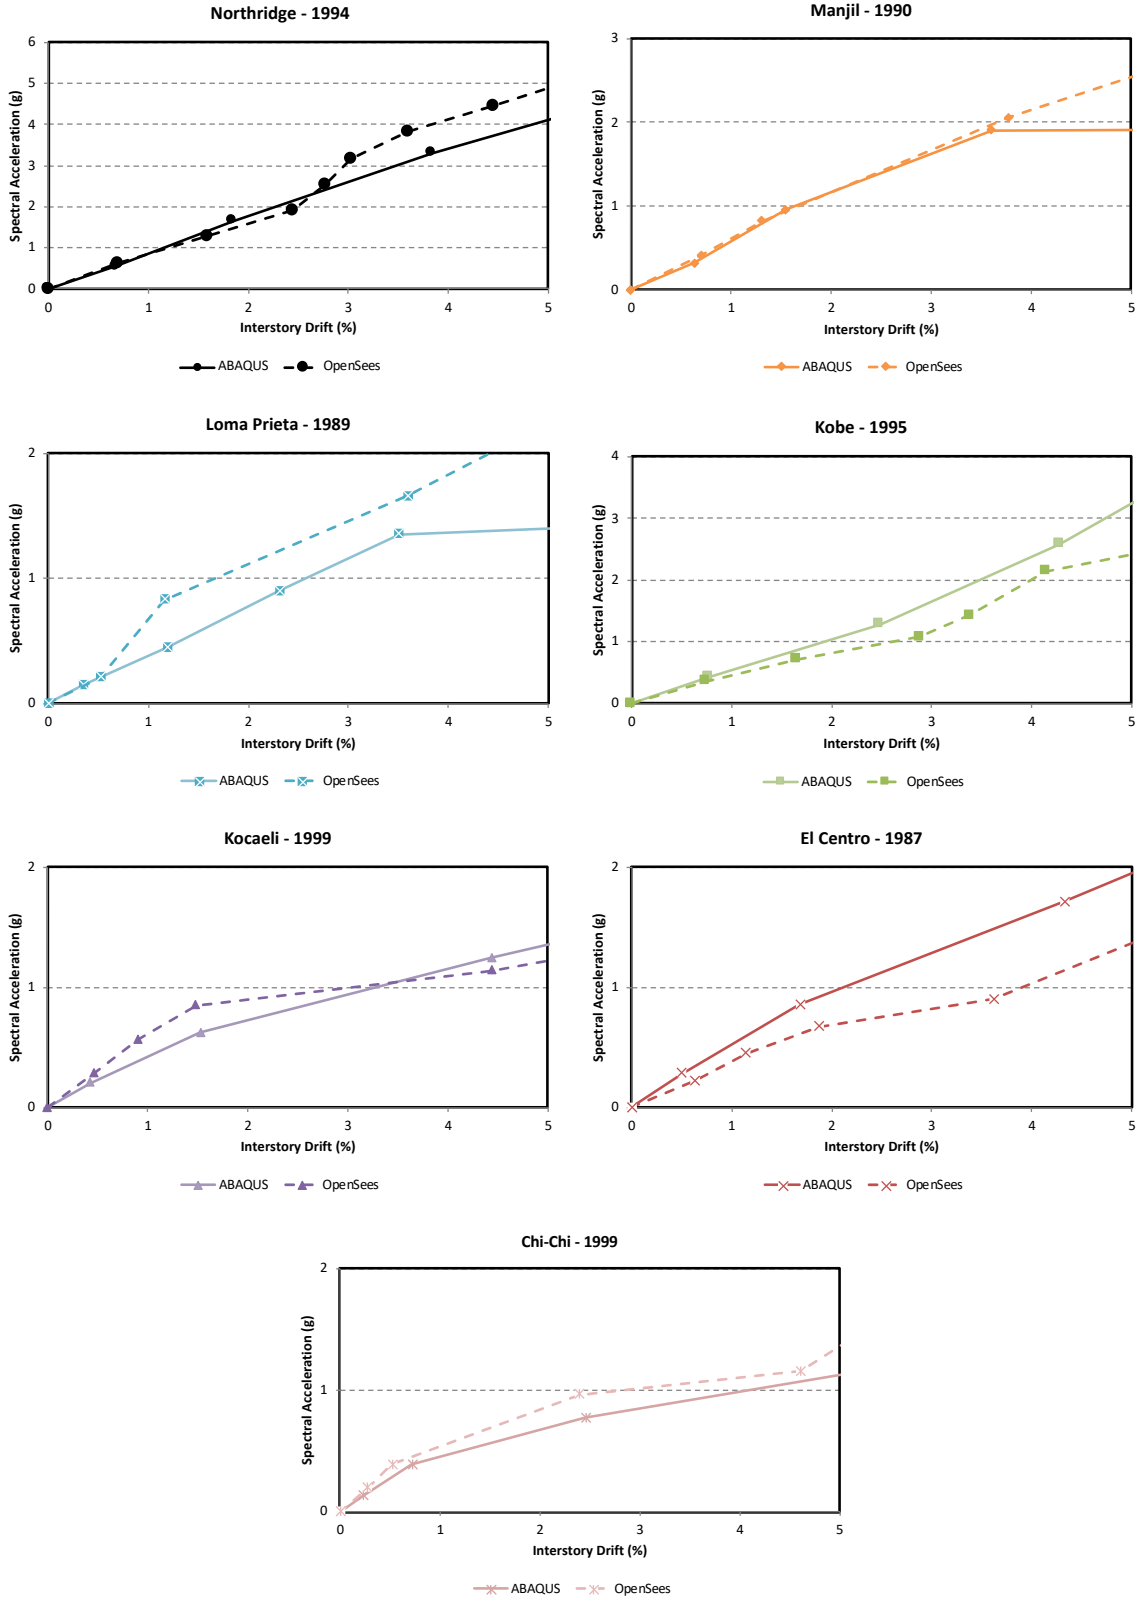 Northridge - 1994
Spectral Acceleration (g)
6
5
4
3
2
1
0
0 1 2 3 4 5
Interstory Drift (%)
ABAQUS OpenSees
Manjil - 1990
Spectral Acceleration (g)
3
2
1
0
0 1 2 3 4 5
Interstory Drift (%)
ABAQUS OpenSees
Loma Prieta - 1989
Spectral Acceleration (g)
2
1
0
0 1 2 3 4 5
Interstory Drift (%)
ABAQUS OpenSees
Kobe - 1995
Spectral Acceleration (g)
4
3
2
1
0
0 1 2 3 4 5
Interstory Drift (%)
ABAQUS OpenSees
Kocaeli - 1999
Spectral Acceleration (g)
2
1
0
0 1 2 3 4 5
Interstory Drift (%)
ABAQUS OpenSees
El Centro - 1987
Spectral Acceleration (g)
2
1
0
0 1 2 3 4 5
Interstory Drift (%)
ABAQUS OpenSees
Chi-Chi - 1999
Spectral Acceleration (g)
2
1
0
0 1 2 3 4 5
Interstory Drift (%)
ABAQUS OpenSees